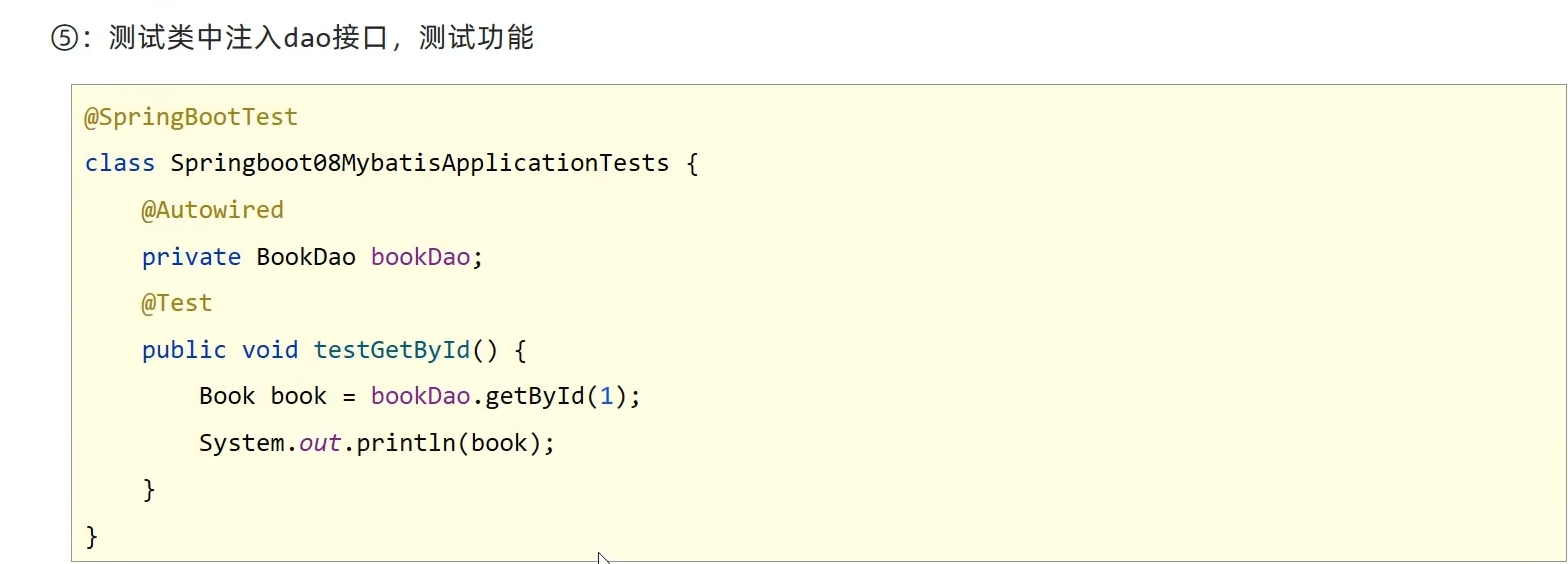 ⑤：测试类中注入dao接口，测试功能
@SpringBootTest
class Springboot08MybatisApplicationTests {
    @Autowired
    private BookDao bookDao;
    @Test
    public void testGetById() {
        Book book = bookDao.getById(1);
        System.out.println(book);
    }
}